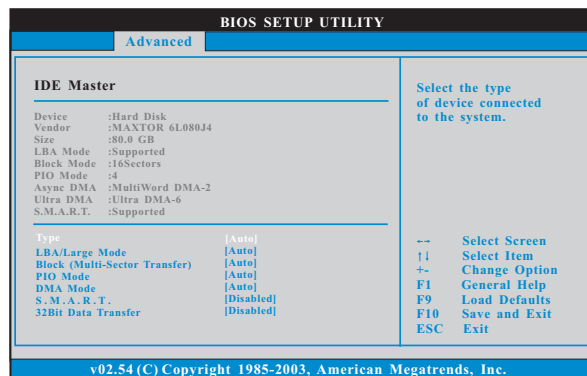 BIOS SETUP UTILITY
Advanced
IDE Master
Device :Hard Disk
Vendor :MAXTOR 6L080J4
Size :80.0 GB
LBA Mode :Supported
Block Mode :16Sectors
PIO Mode :4
Async DMA :MultiWord DMA-2
Ultra DMA :Ultra DMA-6
S.M.A.R.T. :Supported
Type [Auto]
LBA/Large Mode [Auto]
Block (Multi-Sector Transfer) [Auto]
PIO Mode [Auto]
DMA Mode [Auto]
S.M.A.R.T. [Disabled]
32Bit Data Transfer [Disabled]
Select the type
of device connected
to the system.
←→ Select Screen
↑↓ Select Item
+- Change Option
F1 General Help
F9 Load Defaults
F10 Save and Exit
ESC Exit
v02.54 (C) Copyright 1985-2003, American Megatrends, Inc.